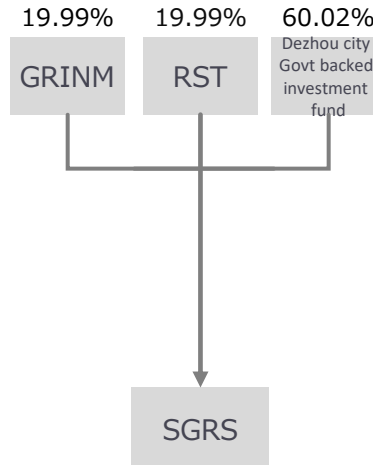 19.99% 19.99% 60.02%
GRINM
RST
Dezhou city
Govt backed
investment
fund
SGRS